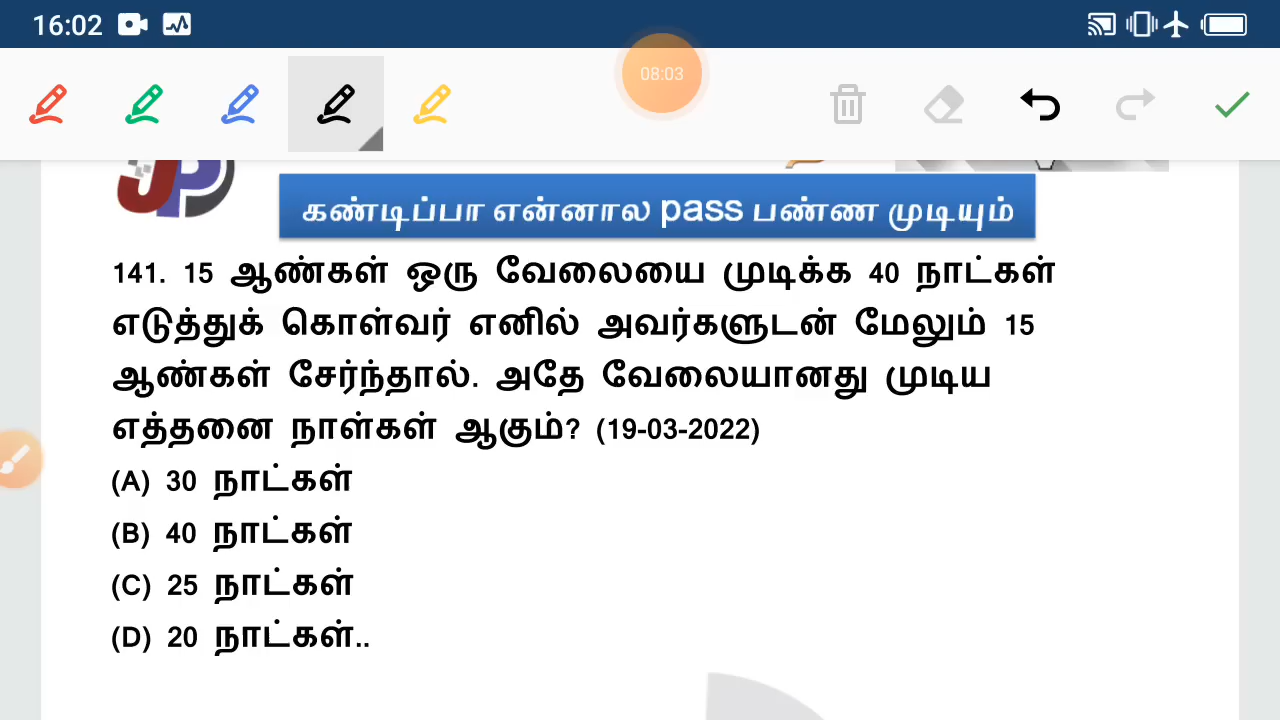 16:02
08:03
JP
கண்டிப்பா என்னால pass பண்ண முடியும்
141. 15 ஆண்கள் ஒரு வேலையை முடிக்க 40 நாட்கள்
எடுத்துக் கொள்வர் எனில் அவர்களுடன் மேலும் 15
ஆண்கள் சேர்ந்தால். அதே வேலையானது முடிய
எத்தனை நாள்கள் ஆகும்? (19-03-2022)
(A) 30 நாட்கள்
(B) 40 நாட்கள்
(C) 25 நாட்கள்
(D) 20 நாட்கள்..